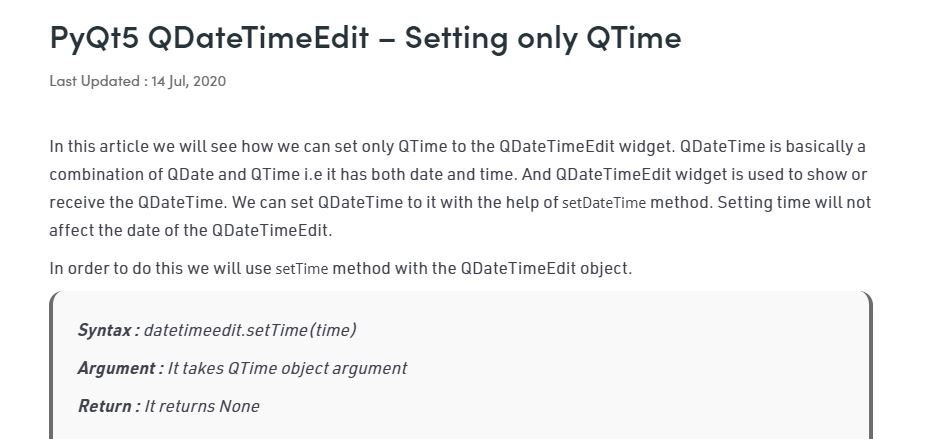 PyQt5 QDateTimeEdit – Setting only QTime
Last Updated : 14 Jul, 2020
In this article we will see how we can set only QTime to the QDateTimeEdit widget. QDateTime is basically a
combination of QDate and QTime i.e it has both date and time. And QDateTimeEdit widget is used to show or
receive the QDateTime. We can set QDateTime to it with the help of setDateTime method. Setting time will not
affect the date of the QDateTimeEdit.
In order to do this we will use setTime method with the QDateTimeEdit object.
Syntax : datetimeedit.setTime(time)
Argument : It takes QTime object argument
Return : It returns None